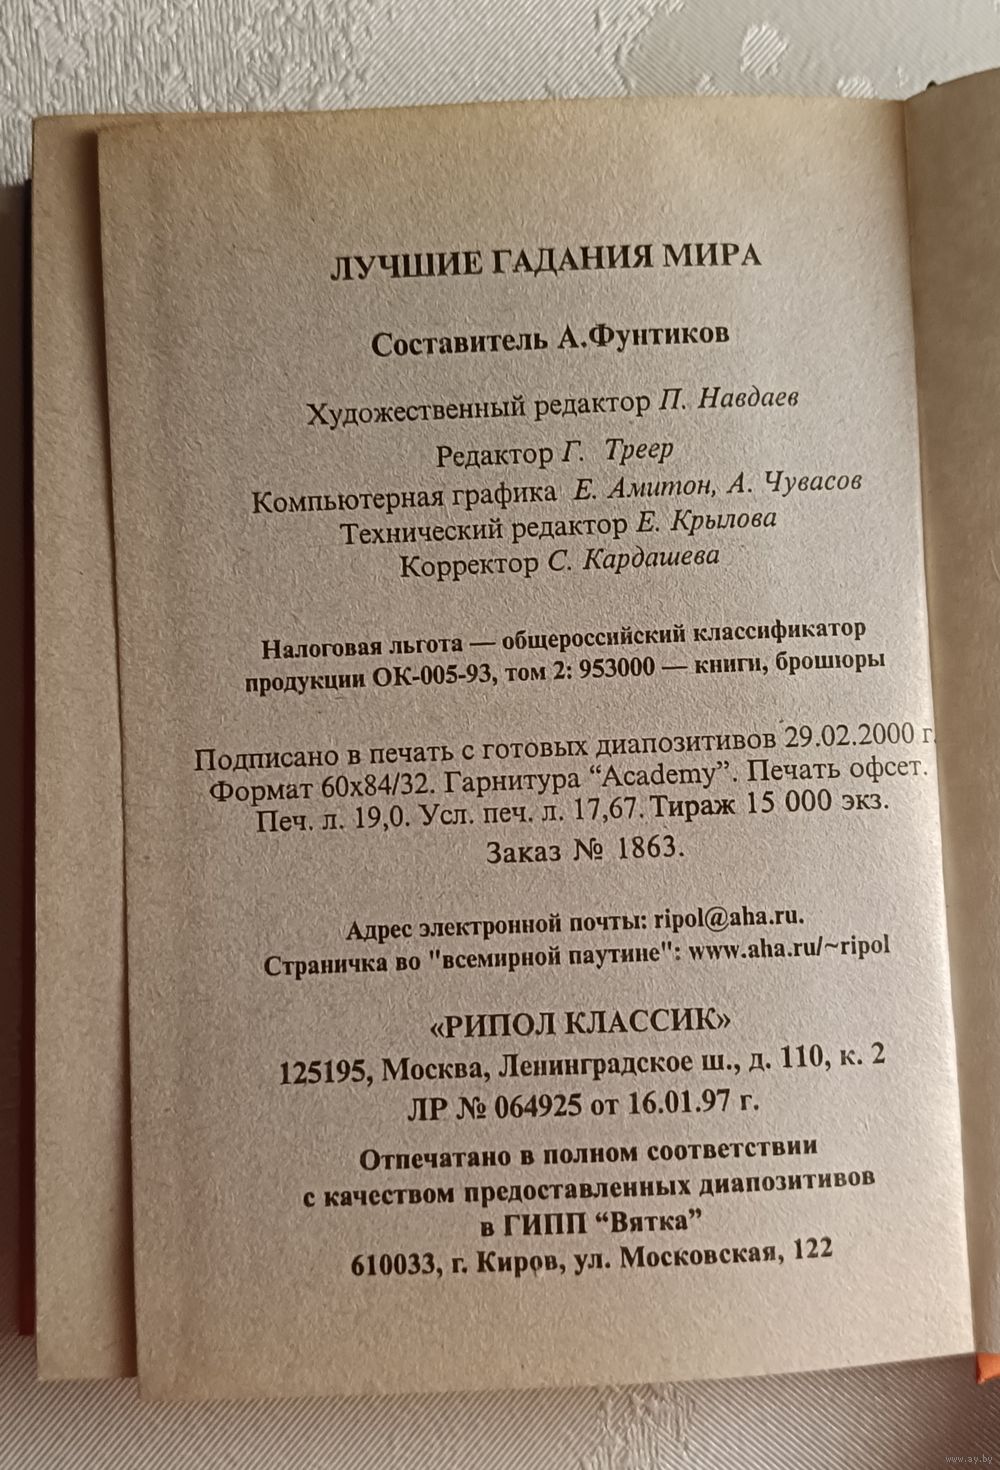 ЛУЧШИЕ ГАДАНИЯ МИРА
Составитель А.Фунтиков
Художественный редактор П. Навдаев
Редактор Г. Треер
Компьютерная графика Е. Амитон, А. Чувасов
Технический редактор Е. Крылова
Корректор С. Кардашева
Налоговая льгота — общероссийский классификатор
продукции ОК-005-93, том 2: 953000 — книги, брошюры
Подписано в печать с готовых диапозитивов 29.02.2000 г.
Формат 60х84/32. Гарнитура “Academy”. Печать офсет.
Печ. л. 19,0. Усл. печ. л. 17,67. Тираж 15 000 экз.
Заказ № 1863.
Адрес электронной почты: ripol@aha.ru.
Страничка во "всемирной паутине": www.aha.ru/~ripol
«РИПОЛ КЛАССИК»
125195, Москва, Ленинградское ш., д. 110, к. 2
ЛР № 064925 от 16.01.97 г.
Отпечатано в полном соответствии
с качеством предоставленных диапозитивов
в ГИПП “Вятка”
610033, г. Киров, ул. Московская, 122
www.ay.by